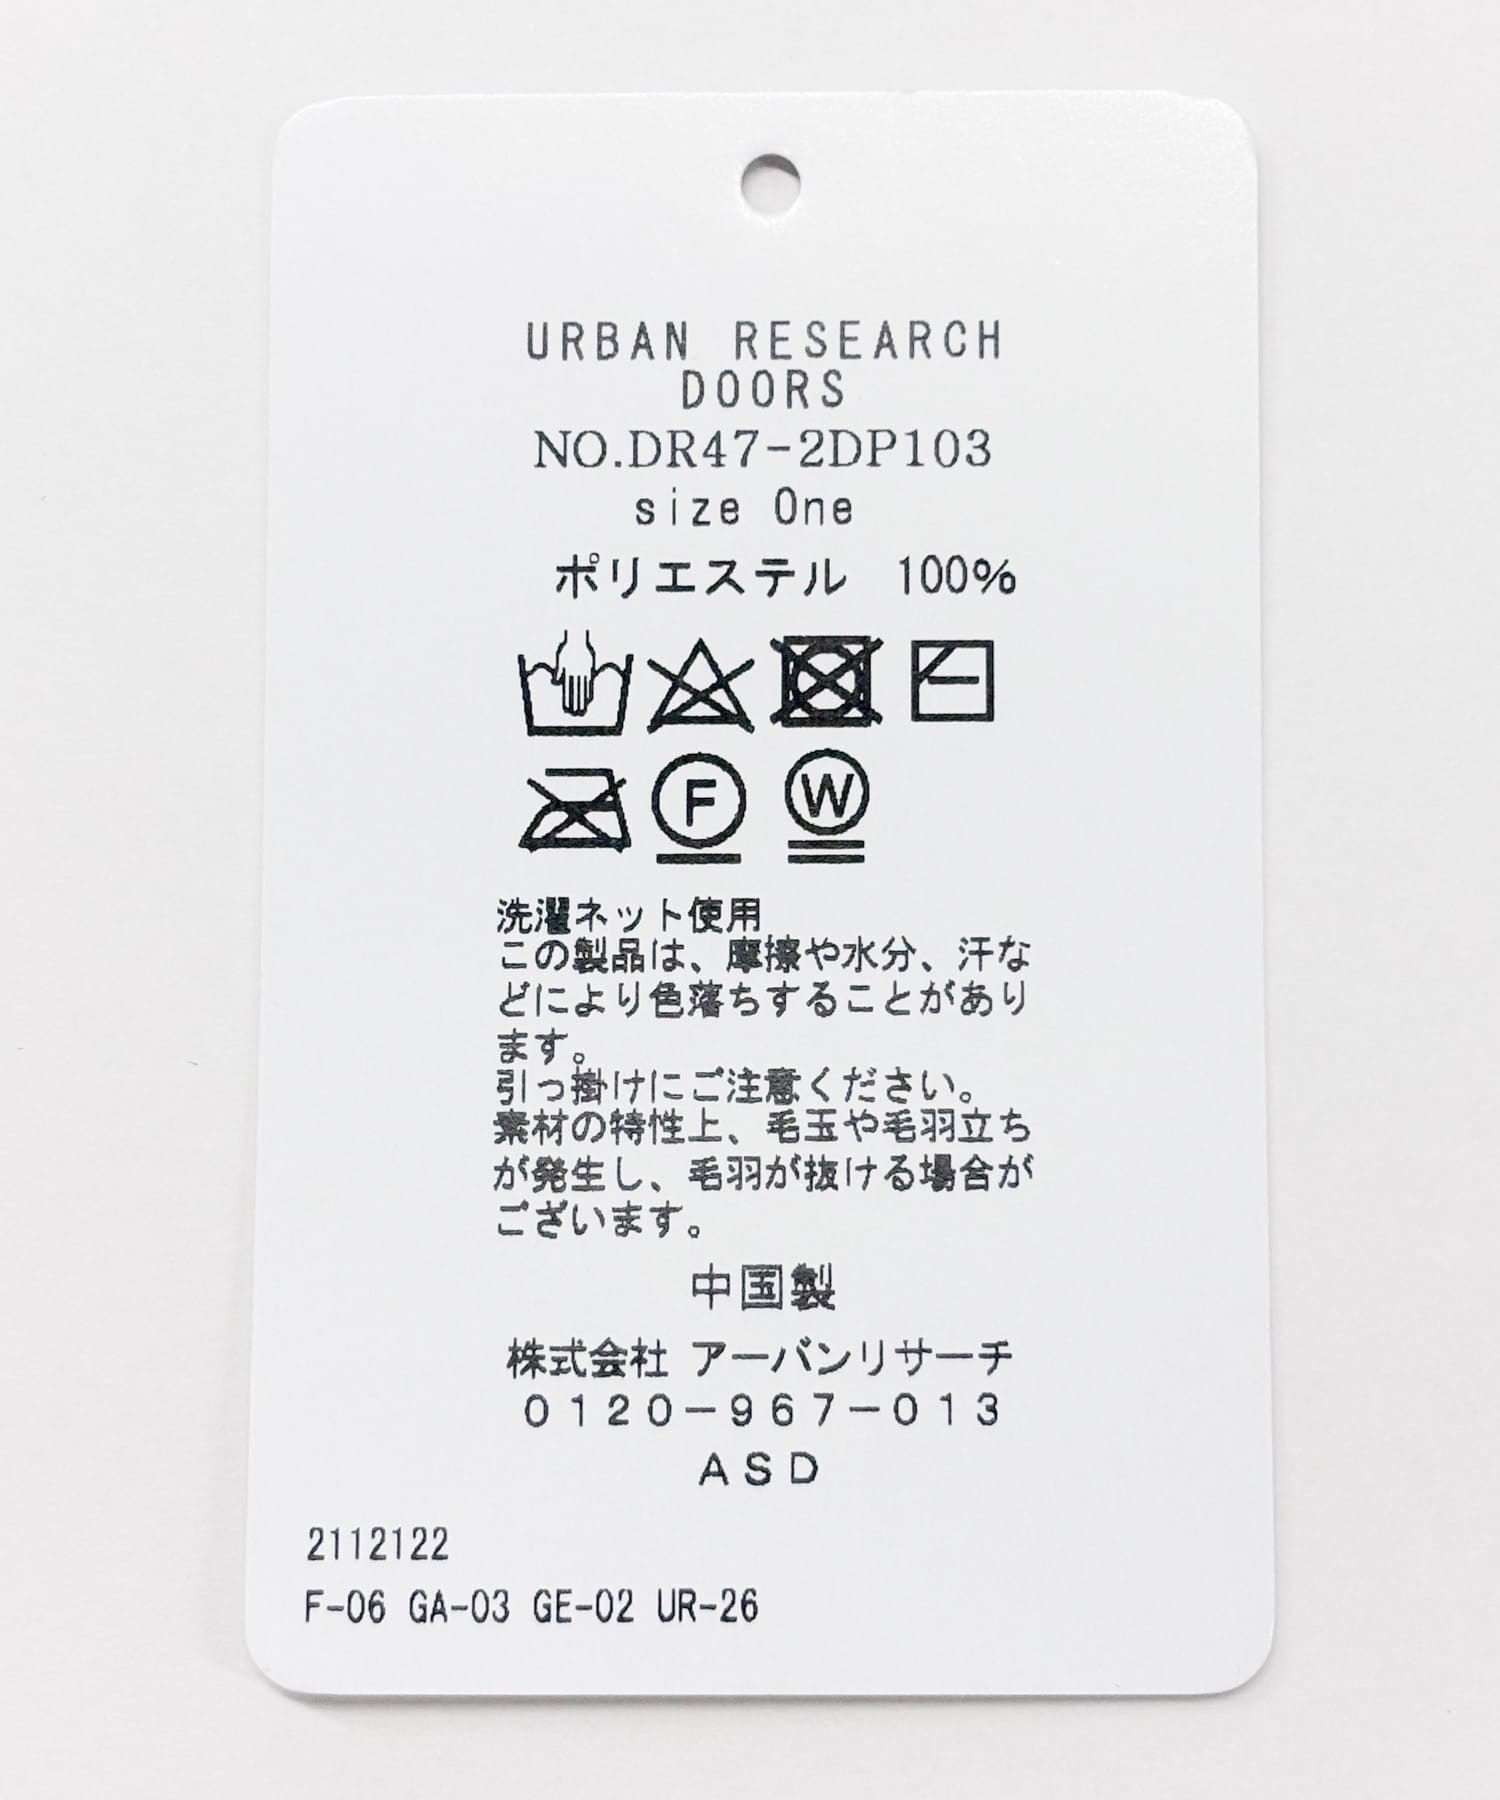 URBAN RESEARCH
DOORS
NO.DR47-2DP103
size One
ポリエステル 100%
F W
洗濯ネット使用
この製品は、摩擦や水分、汗な
どにより色落ちすることがあり
ます。
引っ掛けにご注意ください。
素材の特性上、毛玉や毛羽立ち
が発生し、毛羽が抜ける場合が
ございます。
中国製
株式会社 アーバンリサーチ
0120-967-013
ASD
2112122
F-06 GA-03 GE-02 UR-26